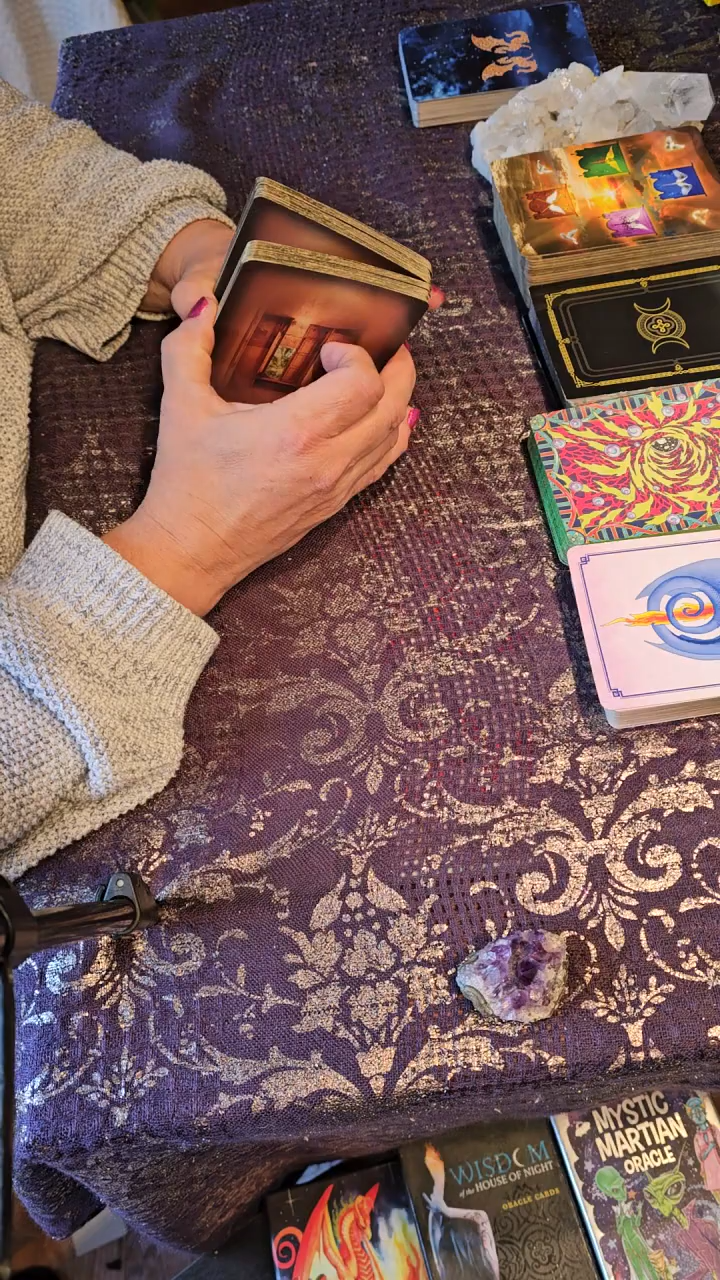 WISDOM
of the HOUSE OF NIGHT
ORACLE CARDS
MYSTIC
MARTIAN
ORACLE